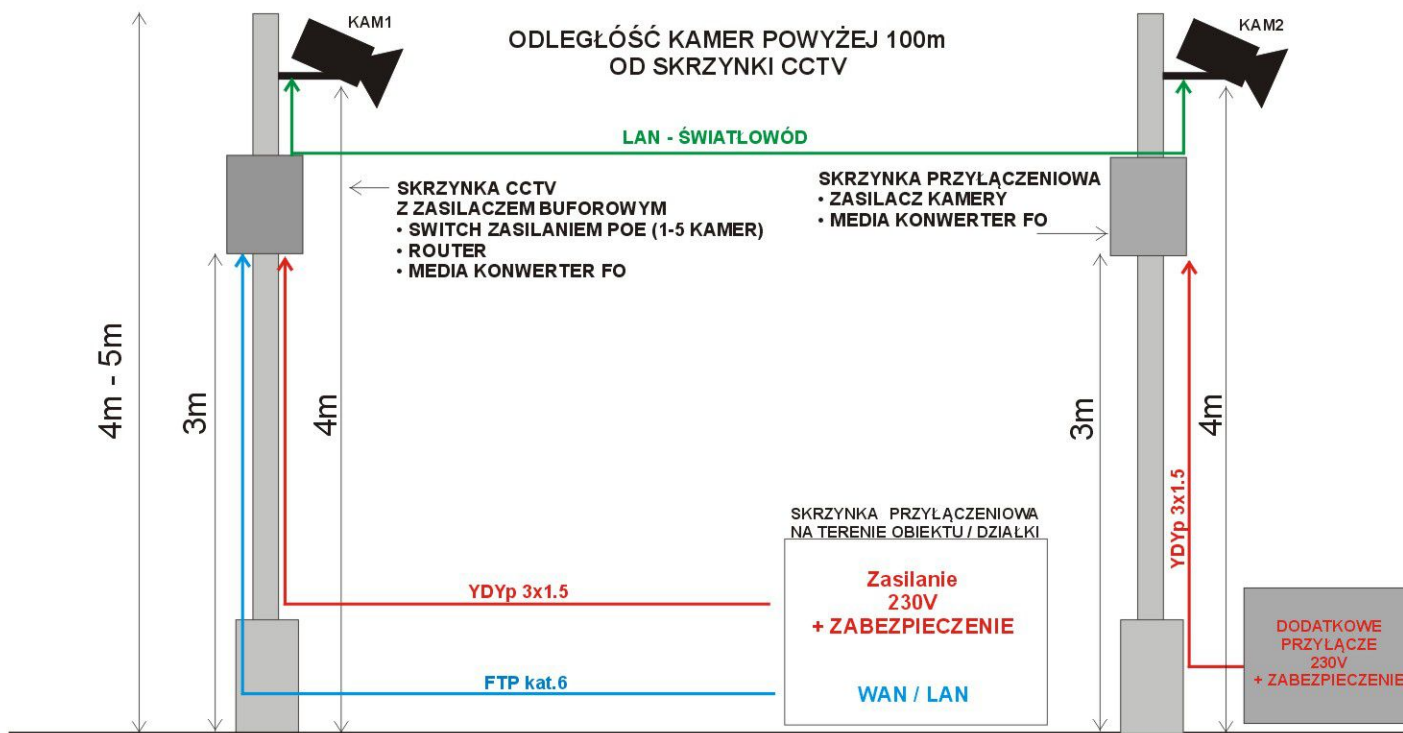 KAM1
ODLEGŁÓŚĆ KAMER POWYŻEJ 100m
OD SKRZYNKI CCTV
KAM2
LAN - ŚWIATŁOWÓD
SKRZYNKA CCTV
Z ZASILACZEM BUFOROWYM
• SWITCH ZASILANIEM POE (1-5 KAMER)
• ROUTER
• MEDIA KONWERTER FO
SKRZYNKA PRZYŁĄCZENIOWA
• ZASILACZ KAMERY
• MEDIA KONWERTER FO
4m - 5m
3m
4m
3m
4m
YDYp 3x1.5
SKRZYNKA PRZYŁĄCZENIOWA
NA TERENIE OBIEKTU / DZIAŁKI
Zasilanie
230V
+ ZABEZPIECZENIE
WAN / LAN
YDYp 3x1.5
FTP kat.6
DODATKOWE
PRZYŁĄCZE
230V
+ ZABEZPIECZENIE